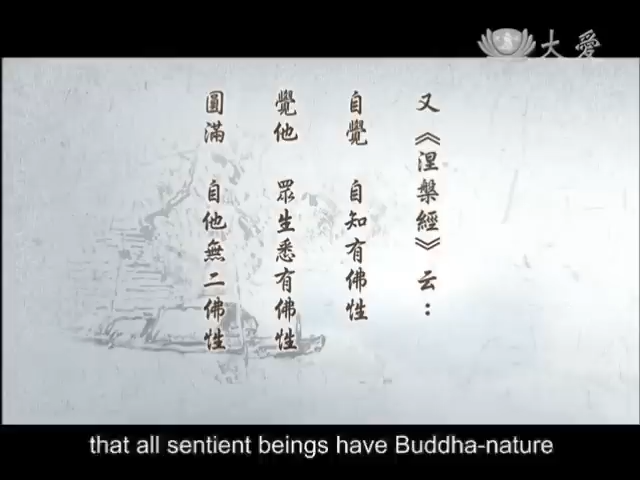 大愛
又《涅槃經》云：
自覺 自知有佛性
覺他 眾生悉有佛性
圓滿 自他無二佛性
that all sentient beings have Buddha-nature